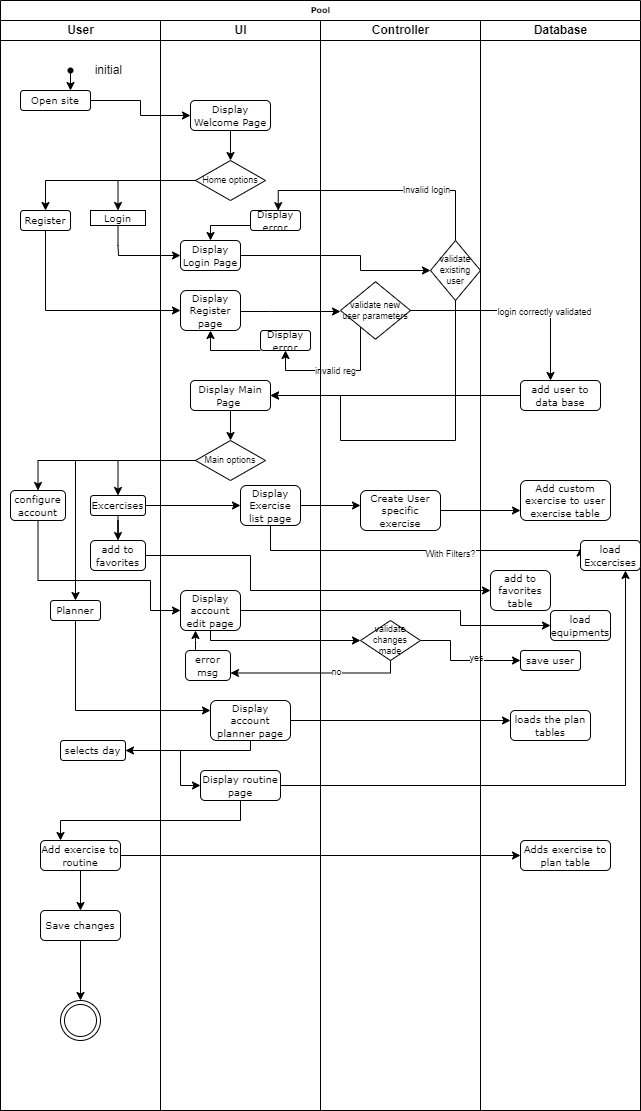 Pool
User
UI
Controller
Database
initial
Open site
Display
Welcome Page
Home options
Invalid login
Register
Login
Display
error
Display
Login Page
validate
existing
user
Display
Register
page
validate new
user parameters
login correctly validated
Display
error
invalid reg
Display Main
Page
add user to
data base
Main options
configure
account
Excercises
Display
Exercise
list page
Create User
specific
exercise
Add custom
exercise to user
exercise table
add to
favorites
With Filters?
load
Excercises
add to
favorites
table
Planner
Display
account
edit page
validate
changes
made
load
equipments
error
msg
no
yes
save user
Display
account
planner page
loads the plan
tables
selects day
Display routine
page
Add exercise to
routine
Adds exercise to
plan table
Save changes